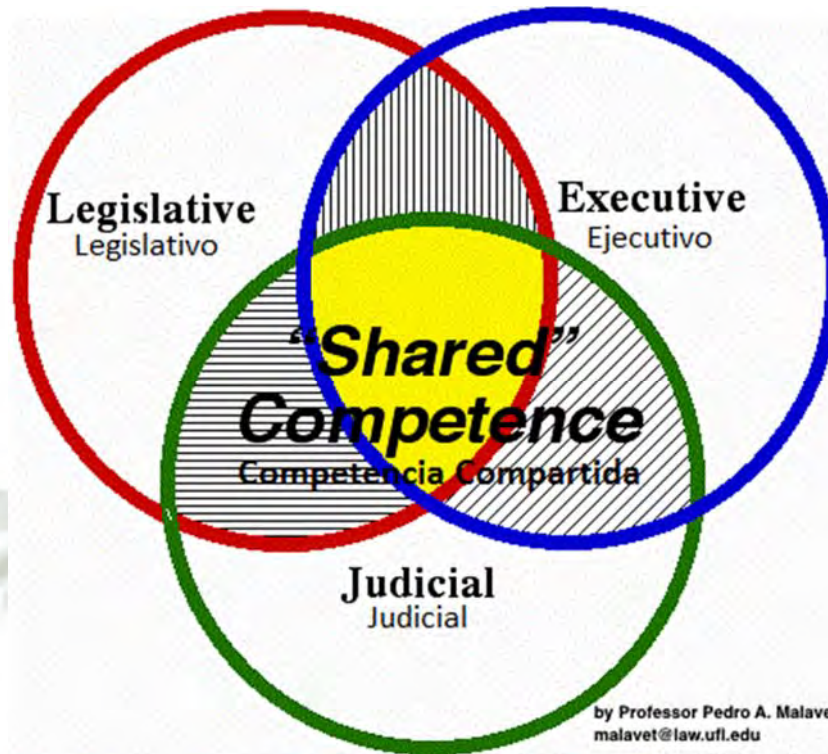 Legislative
Legislativo
Executive
Ejecutivo
“Shared”
Competence
Competencia Compartida
Judicial
Judicial
by Professor Pedro A. Malave
malavet@law.ufl.edu